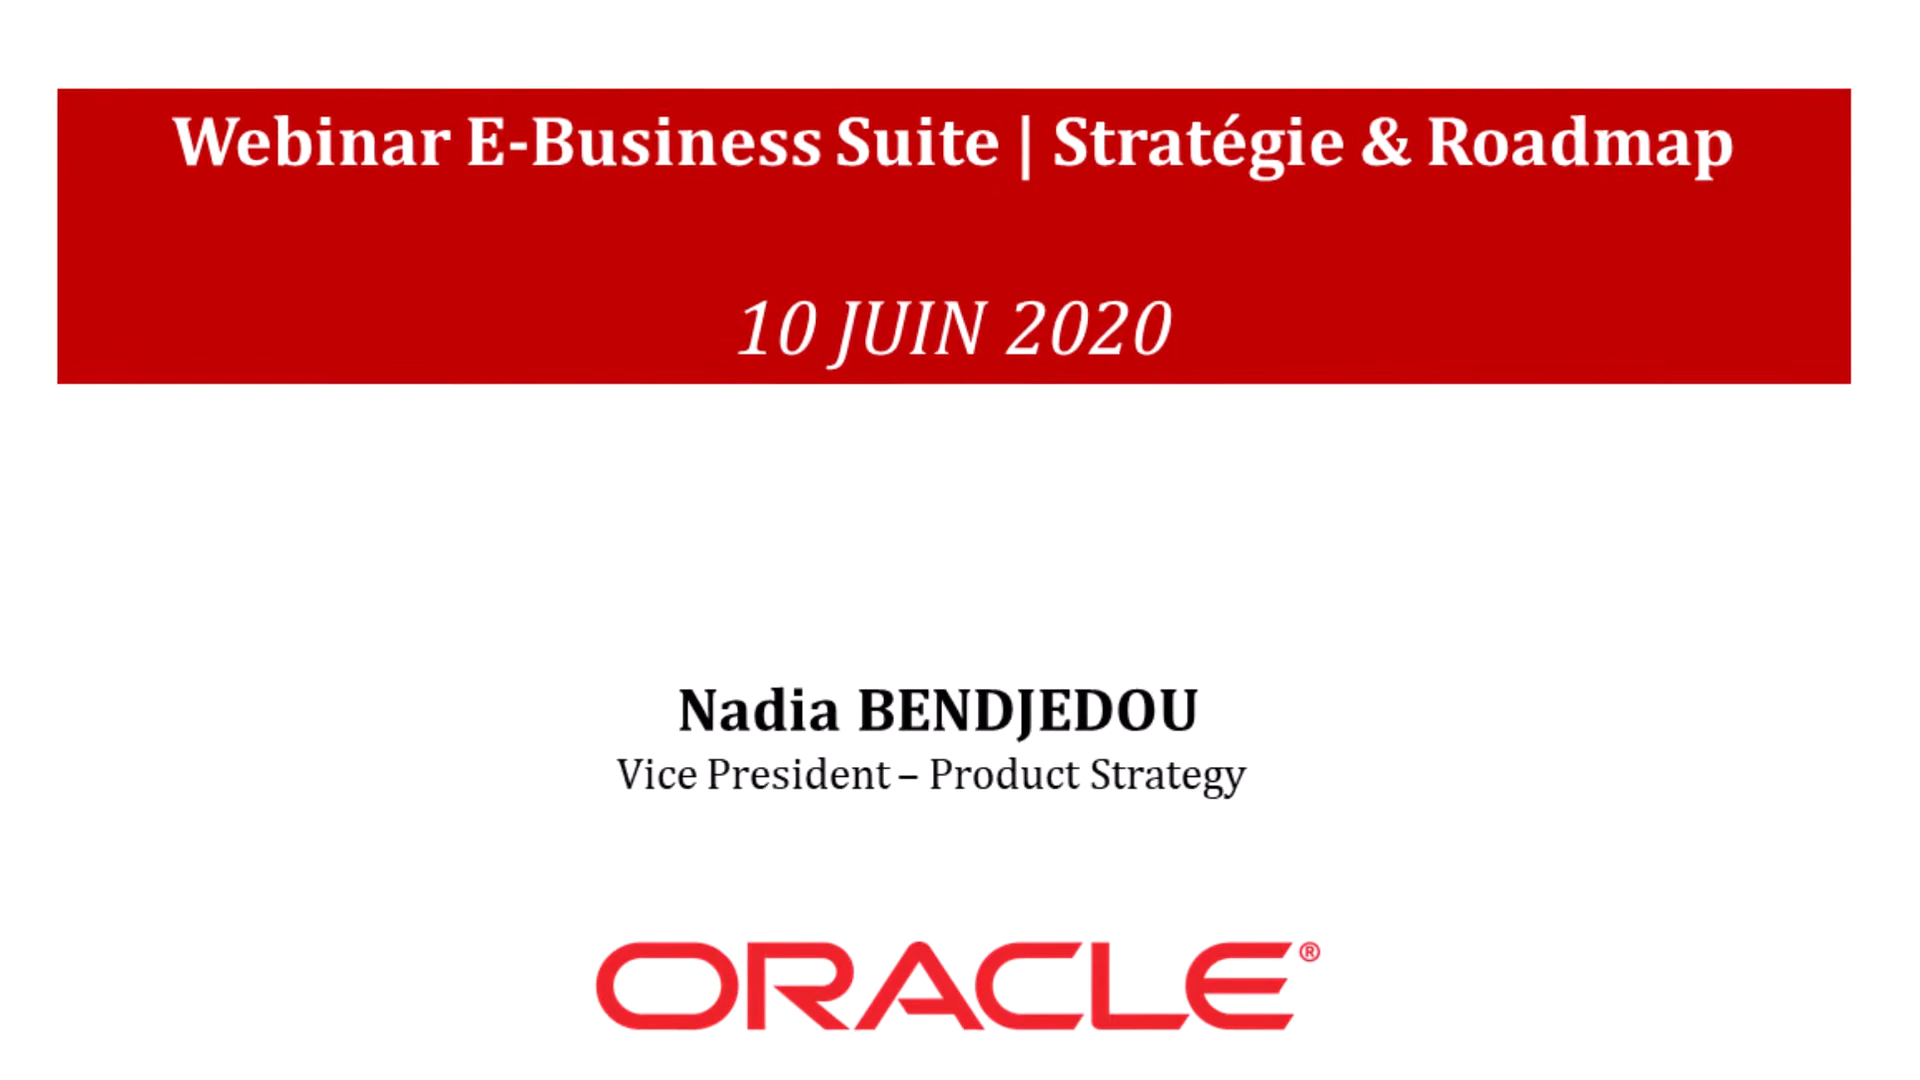 Webinar E-Business Suite | Stratégie & Roadmap
10 JUIN 2020
Nadia BENDJEDOU
Vice President – Product Strategy
ORACLE®